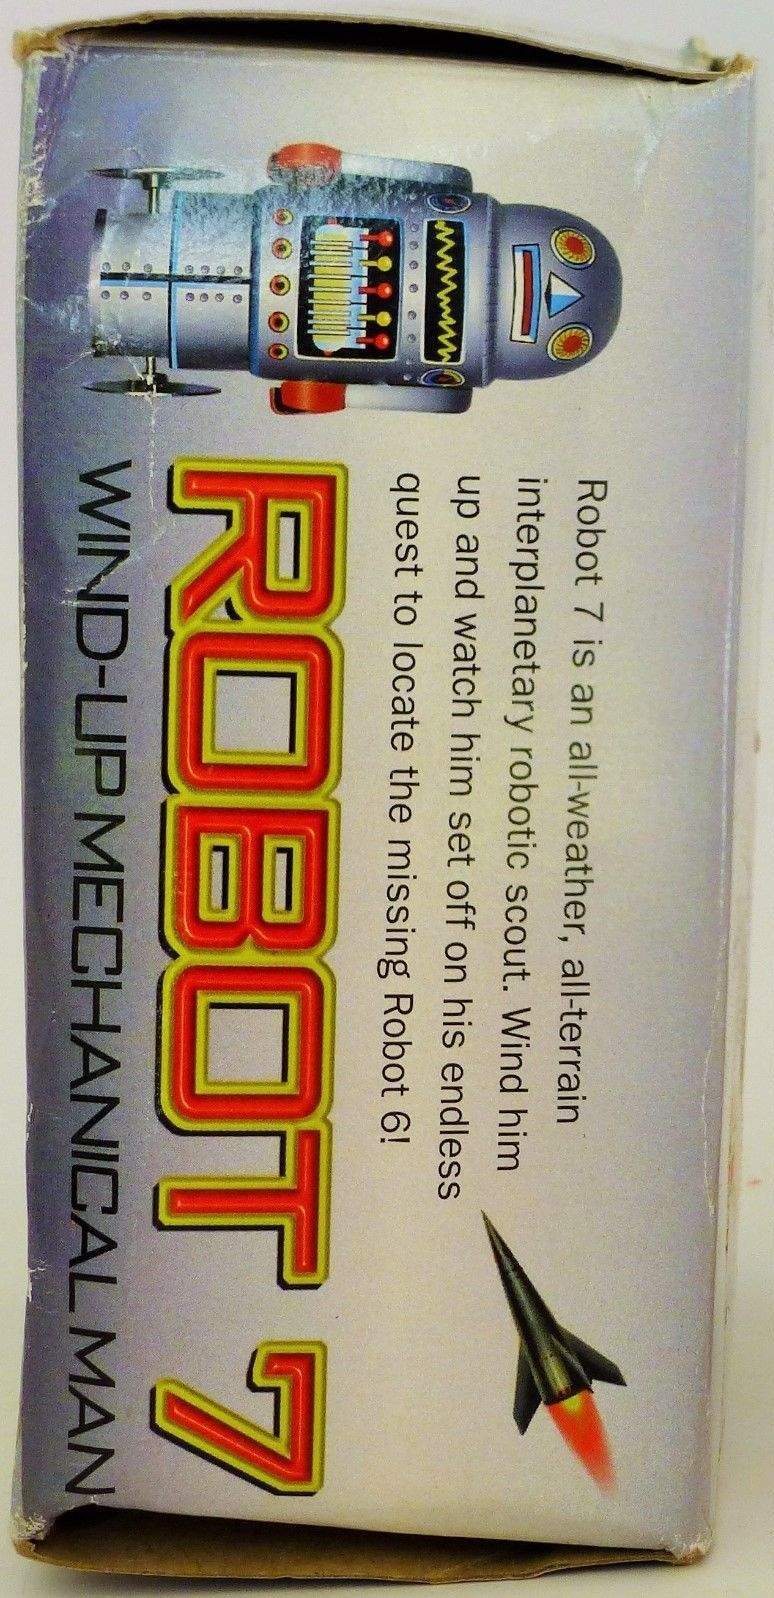 Robot 7 is an all-weather, all-terrain
interplanetary robotic scout. Wind him
up and watch him set off on his endless
quest to locate the missing Robot 6!
ROBOT 7
WIND-UP MECHANICAL MAN